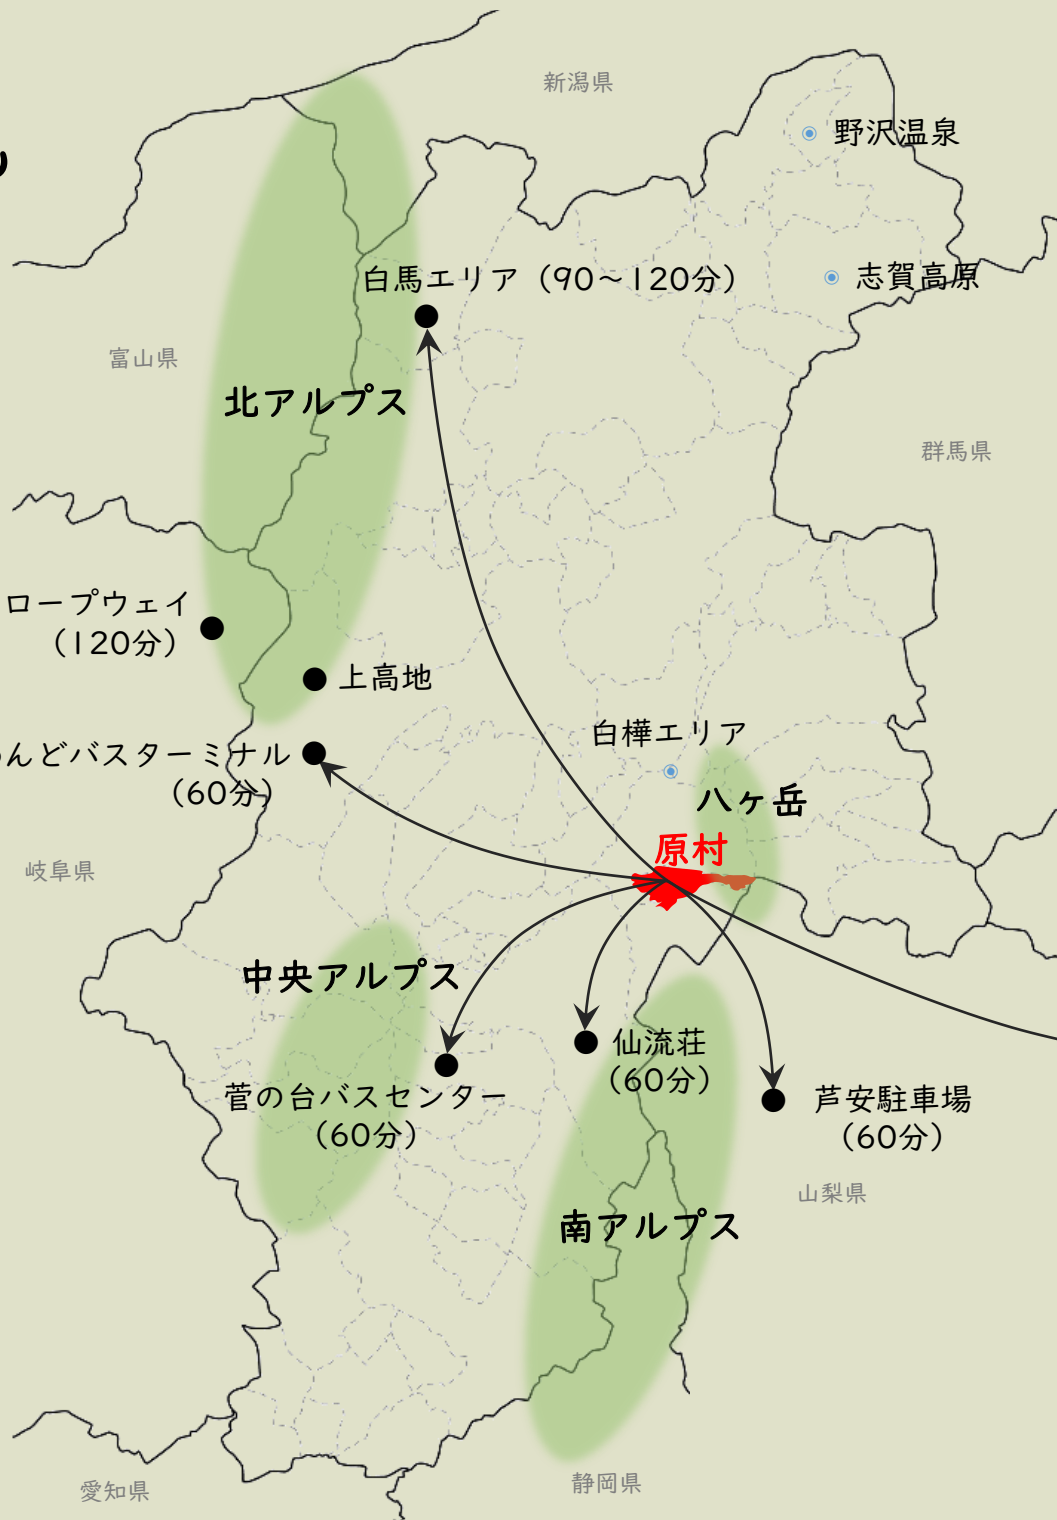 新潟県
野沢温泉
志賀高原
白馬エリア（90～120分）
富山県
北アルプス
群馬県
ロープウェイ
（120分）
上高地
んどバスターミナル
（60分）
白樺エリア
八ヶ岳
原村
岐阜県
中央アルプス
仙流荘
（60分）
菅の台バスセンター
（60分）
芦安駐車場
（60分）
山梨県
南アルプス
愛知県
静岡県